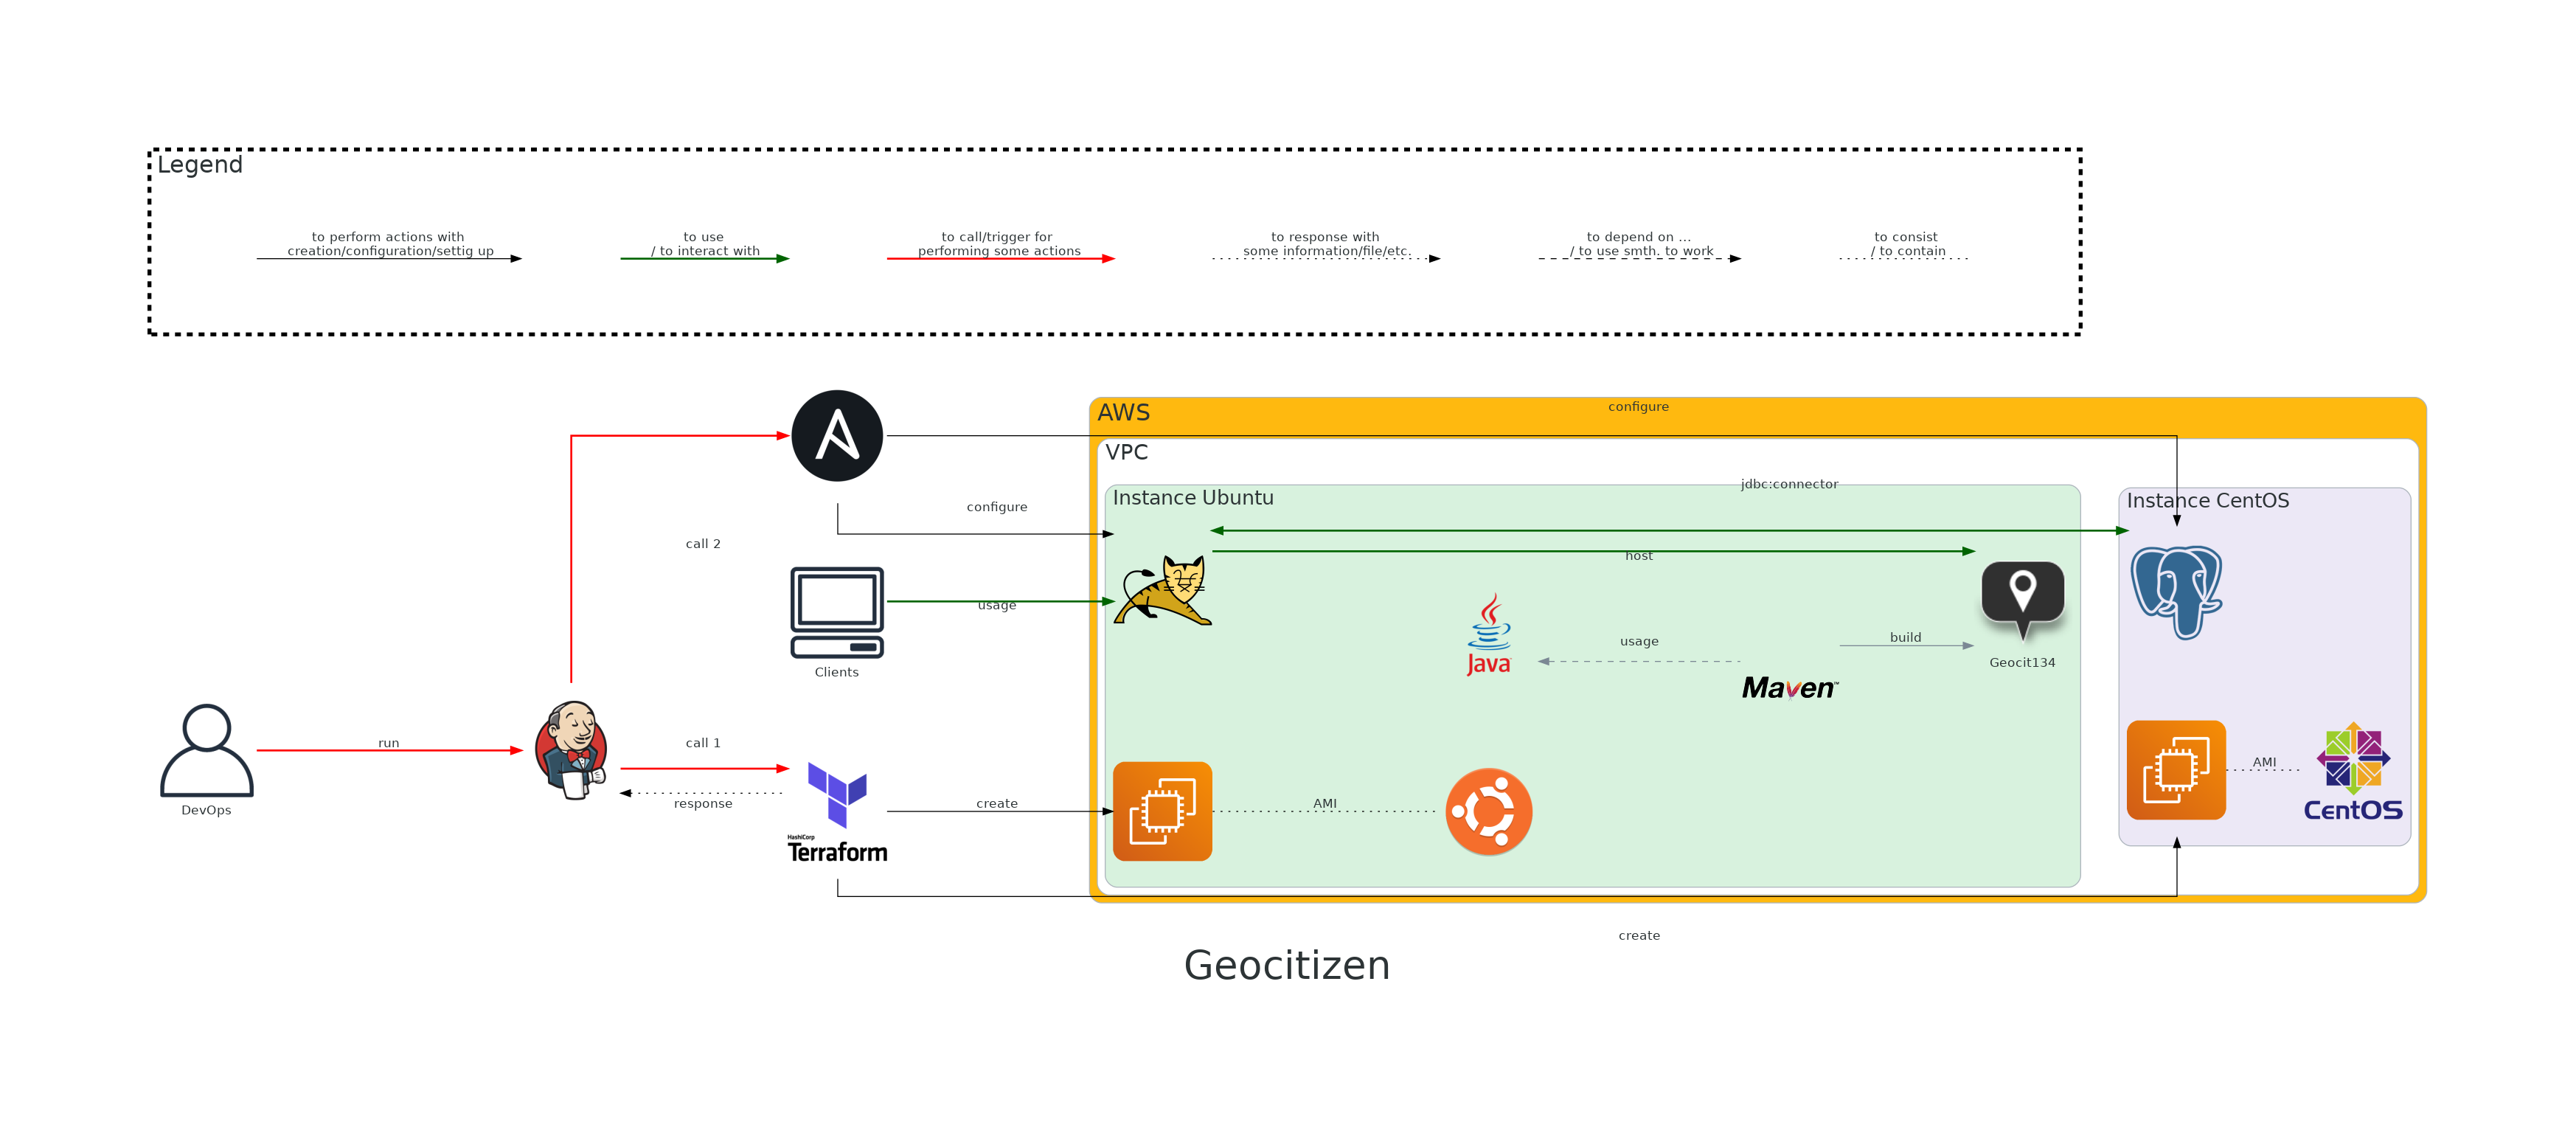 Legend
to perform actions with
creation/configuration/settig up
to use
/ to interact with
to call/trigger for
performing some actions
to response with
some information/file/etc.
to depend on ...
/ to use smth. to work
to consist
/ to contain
AWS
configure
VPC
jdbc:connector
Instance Ubuntu
Instance CentOS
configure
call 2
host
usage
Clients
Java
usage
build
Geocit134
Maven™
run
call 1
DevOps
response
HashiCorp
Terraform
create
AMI
AMI
CentOS
create
Geocitizen